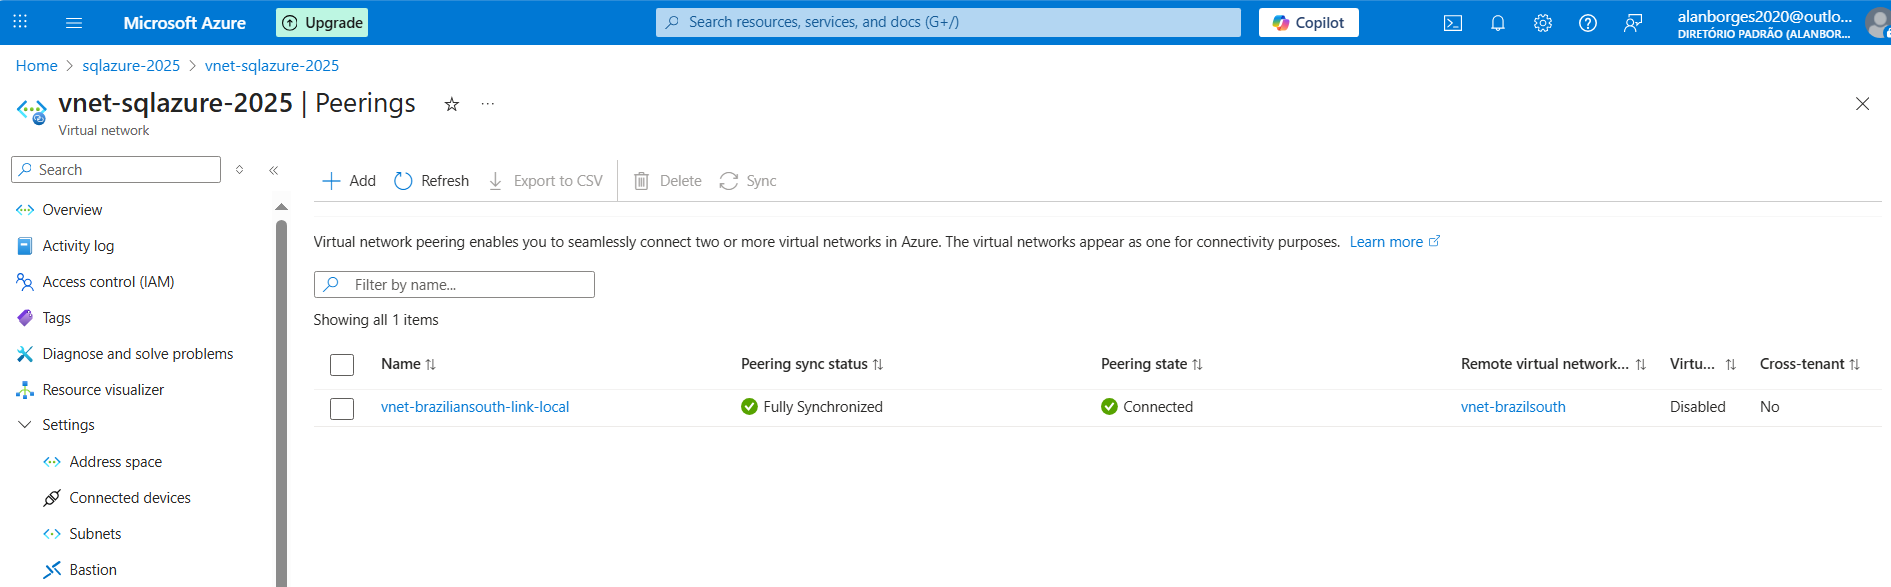 Microsoft Azure
Upgrade
Search resources, services, and docs (G+/)
Copilot
alanborges2020@outlo...
DIRETÓRIO PADRÃO (ALANBOR...
Home > sqlazure-2025 > vnet-sqlazure-2025
vnet-sqlazure-2025 | Peerings
Virtual network
Search
Add Refresh Export to CSV Delete Sync
Overview
Activity log
Access control (IAM)
Tags
Diagnose and solve problems
Resource visualizer
Settings
Address space
Connected devices
Subnets
Bastion
Virtual network peering enables you to seamlessly connect two or more virtual networks in Azure. The virtual networks appear as one for connectivity purposes. Learn more
Filter by name...
Showing all 1 items
Name Peering sync status Peering state Remote virtual network... Virtu... Cross-tenant
vnet-braziliansouth-link-local Fully Synchronized Connected vnet-brazilsouth Disabled No